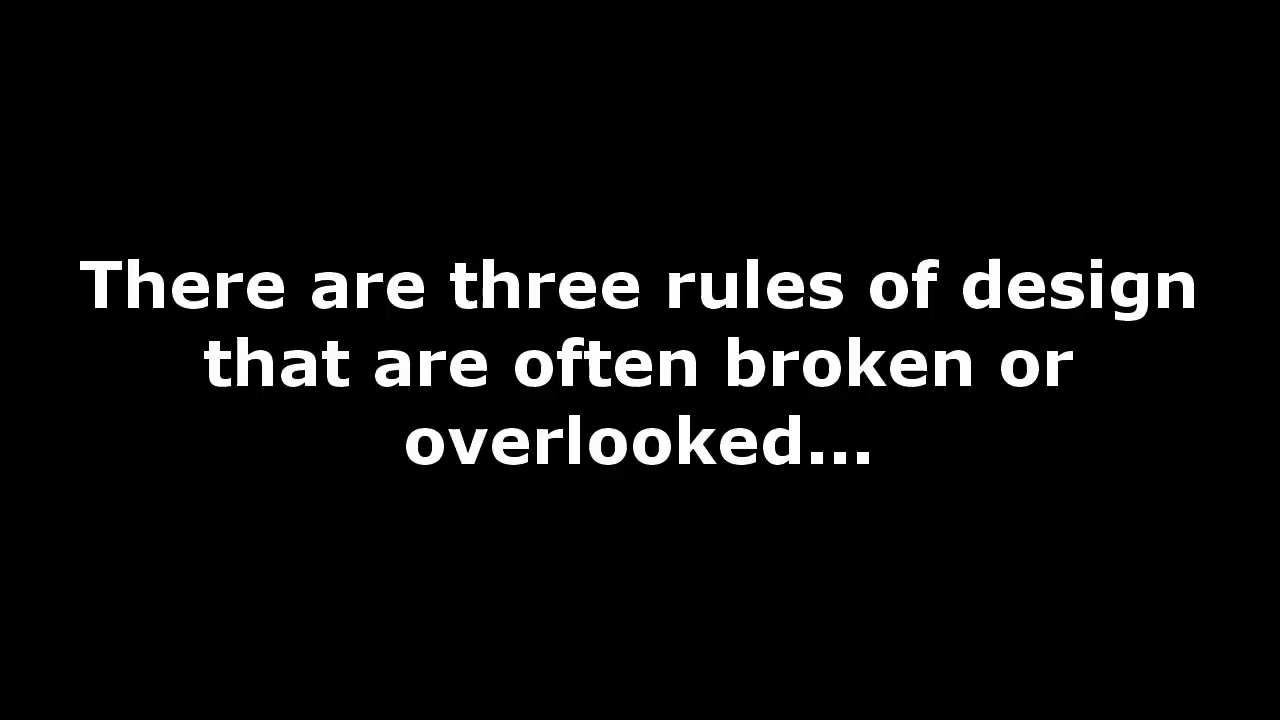 There are three rules of design
that are often broken or
overlooked...